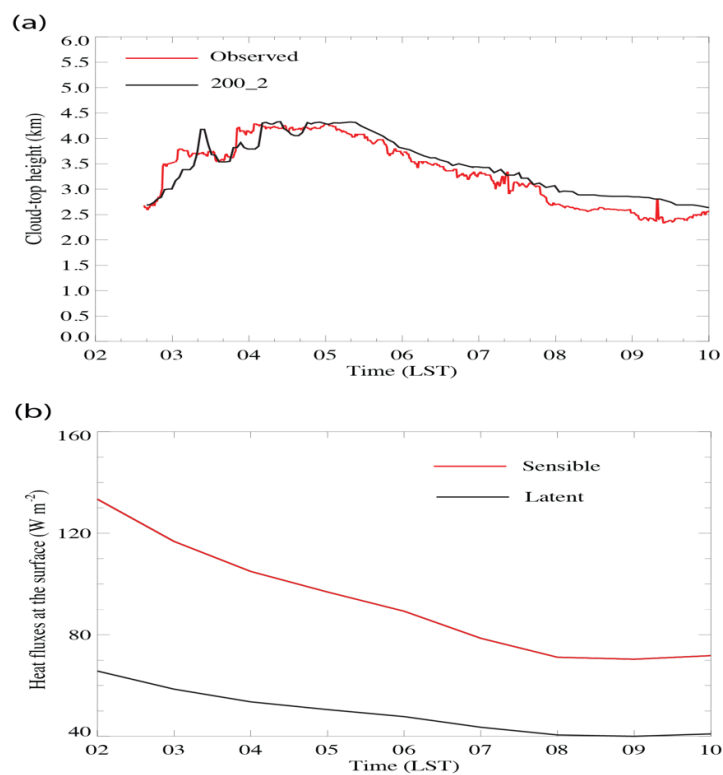 (a)
Cloud-top height (km)
6.0
5.5
5.0
4.5
4.0
3.5
3.0
2.5
2.0
1.5
1.0
0.5
0.0
Observed
200_2
02 03 04 05 06 07 08 09 10
Time (LST)
(b)
Heat fluxes at the surface (W m⁻²)
160
120
80
40
Sensible
Latent
02 03 04 05 06 07 08 09 10
Time (LST)